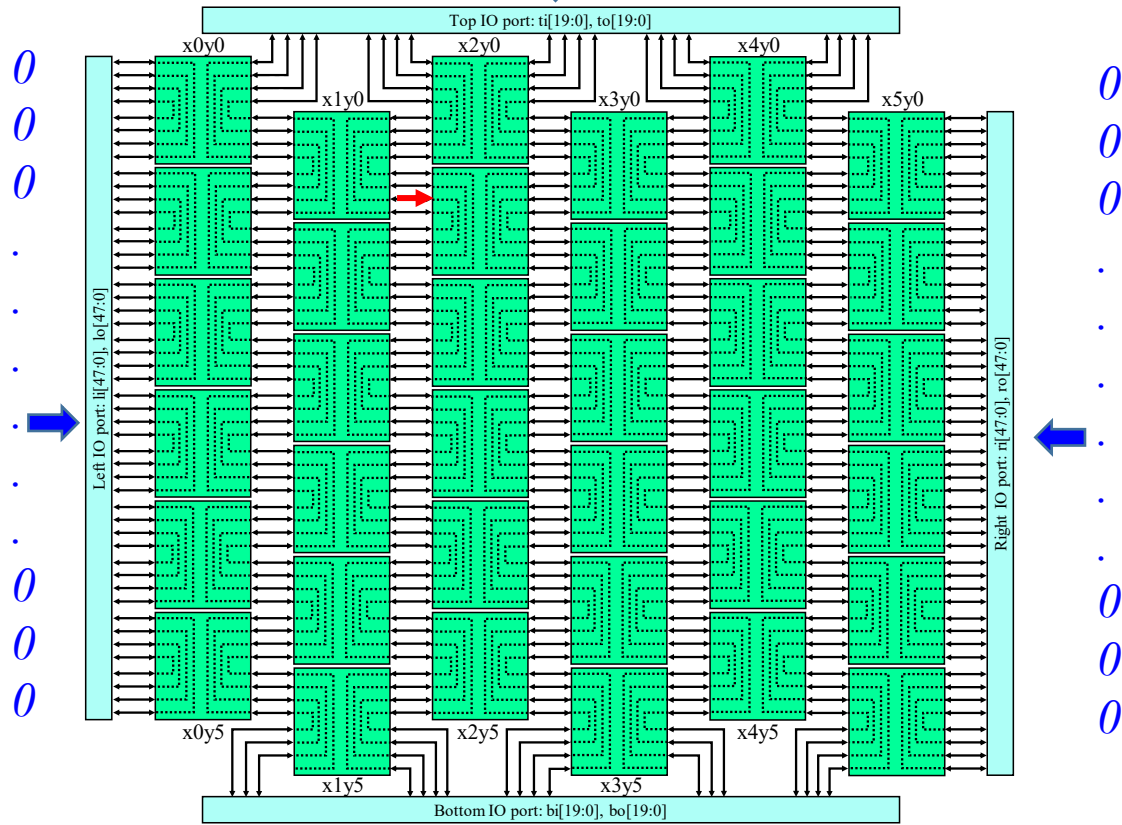 Top IO port: ti[19:0], to[19:0]
x0y0
x2y0
x4y0
x1y0
x3y0
x5y0
0
0
0
.
.
.
.
.
.
0
0
0
Left IO port: li[47:0], lo[47:0]
Right IO port: ri[47:0], ro[47:0]
0
0
0
.
.
.
.
.
.
0
0
0
x0y5
x2y5
x4y5
x1y5
x3y5
Bottom IO port: bi[19:0], bo[19:0]